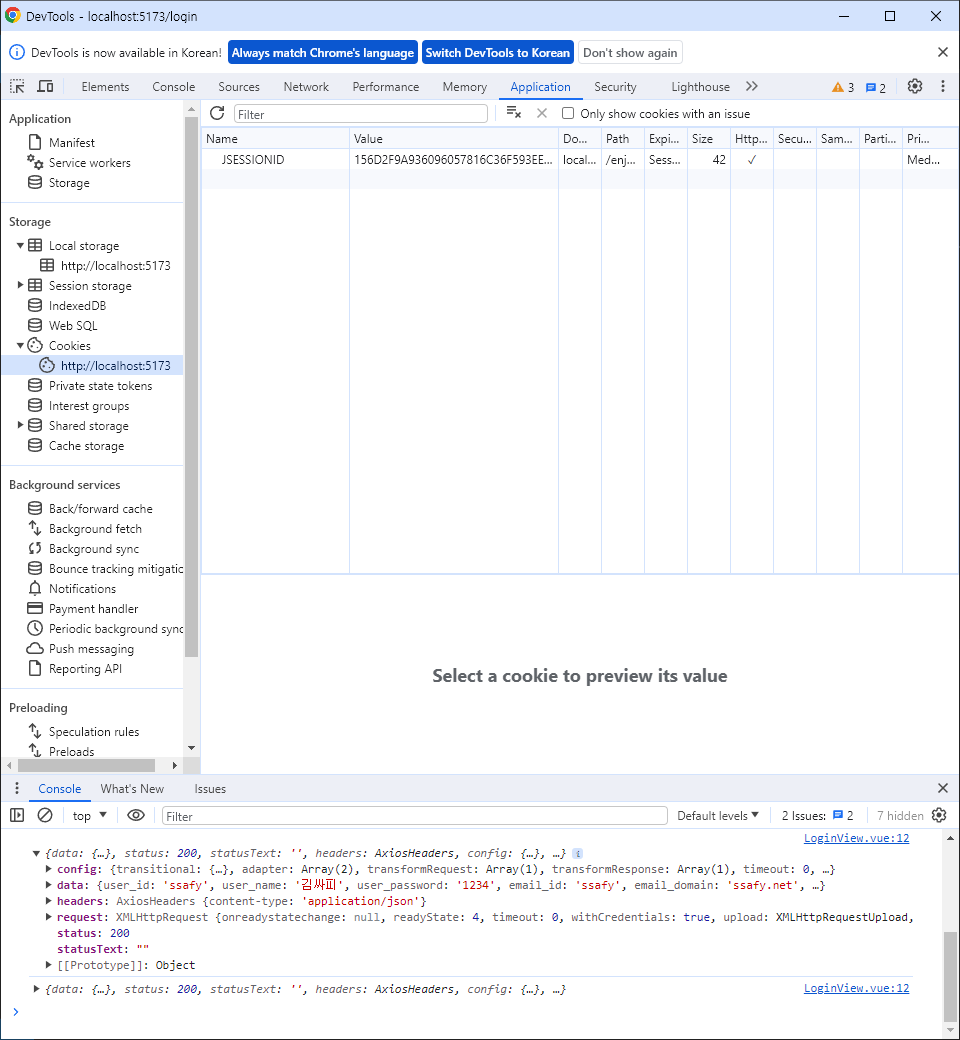 DevTools - localhost:5173/login
DevTools is now available in Korean! Always match Chrome's language Switch DevTools to Korean Don't show again
Elements Console Sources Network Performance Memory Application Security Lighthouse 3 2
Application
Manifest
Service workers
Storage
Storage
Local storage
http://localhost:5173
Session storage
IndexedDB
Web SQL
Cookies
http://localhost:5173
Private state tokens
Interest groups
Shared storage
Cache storage
Background services
Back/forward cache
Background fetch
Background sync
Bounce tracking mitigatic
Notifications
Payment handler
Periodic background sync
Push messaging
Reporting API
Preloading
Speculation rules
Preloads
Filter Only show cookies with an issue
Name Value Do... Path Expi... Size Http... Secu... Sam... Parti... Pri...
JSESSIONID 156D2F9A936096057816C36F593EE... local... /enj... Sess... 42 ✓ Med...
Select a cookie to preview its value
Console What's New Issues
top Filter Default levels 2 Issues: 2 7 hidden
LoginView.vue:12
{data: {…}, status: 200, statusText: '', headers: AxiosHeaders, config: {…}, …}
config: {transitional: {…}, adapter: Array(2), transformRequest: Array(1), transformResponse: Array(1), timeout: 0, …}
data: {user_id: 'ssafy', user_name: '김싸피', user_password: '1234', email_id: 'ssafy', email_domain: 'ssafy.net', …}
headers: AxiosHeaders {content-type: 'application/json'}
request: XMLHttpRequest {onreadystatechange: null, readyState: 4, timeout: 0, withCredentials: true, upload: XMLHttpRequestUpload,
status: 200
statusText: ""
[[Prototype]]: Object
{data: {…}, status: 200, statusText: '', headers: AxiosHeaders, config: {…}, …} LoginView.vue:12